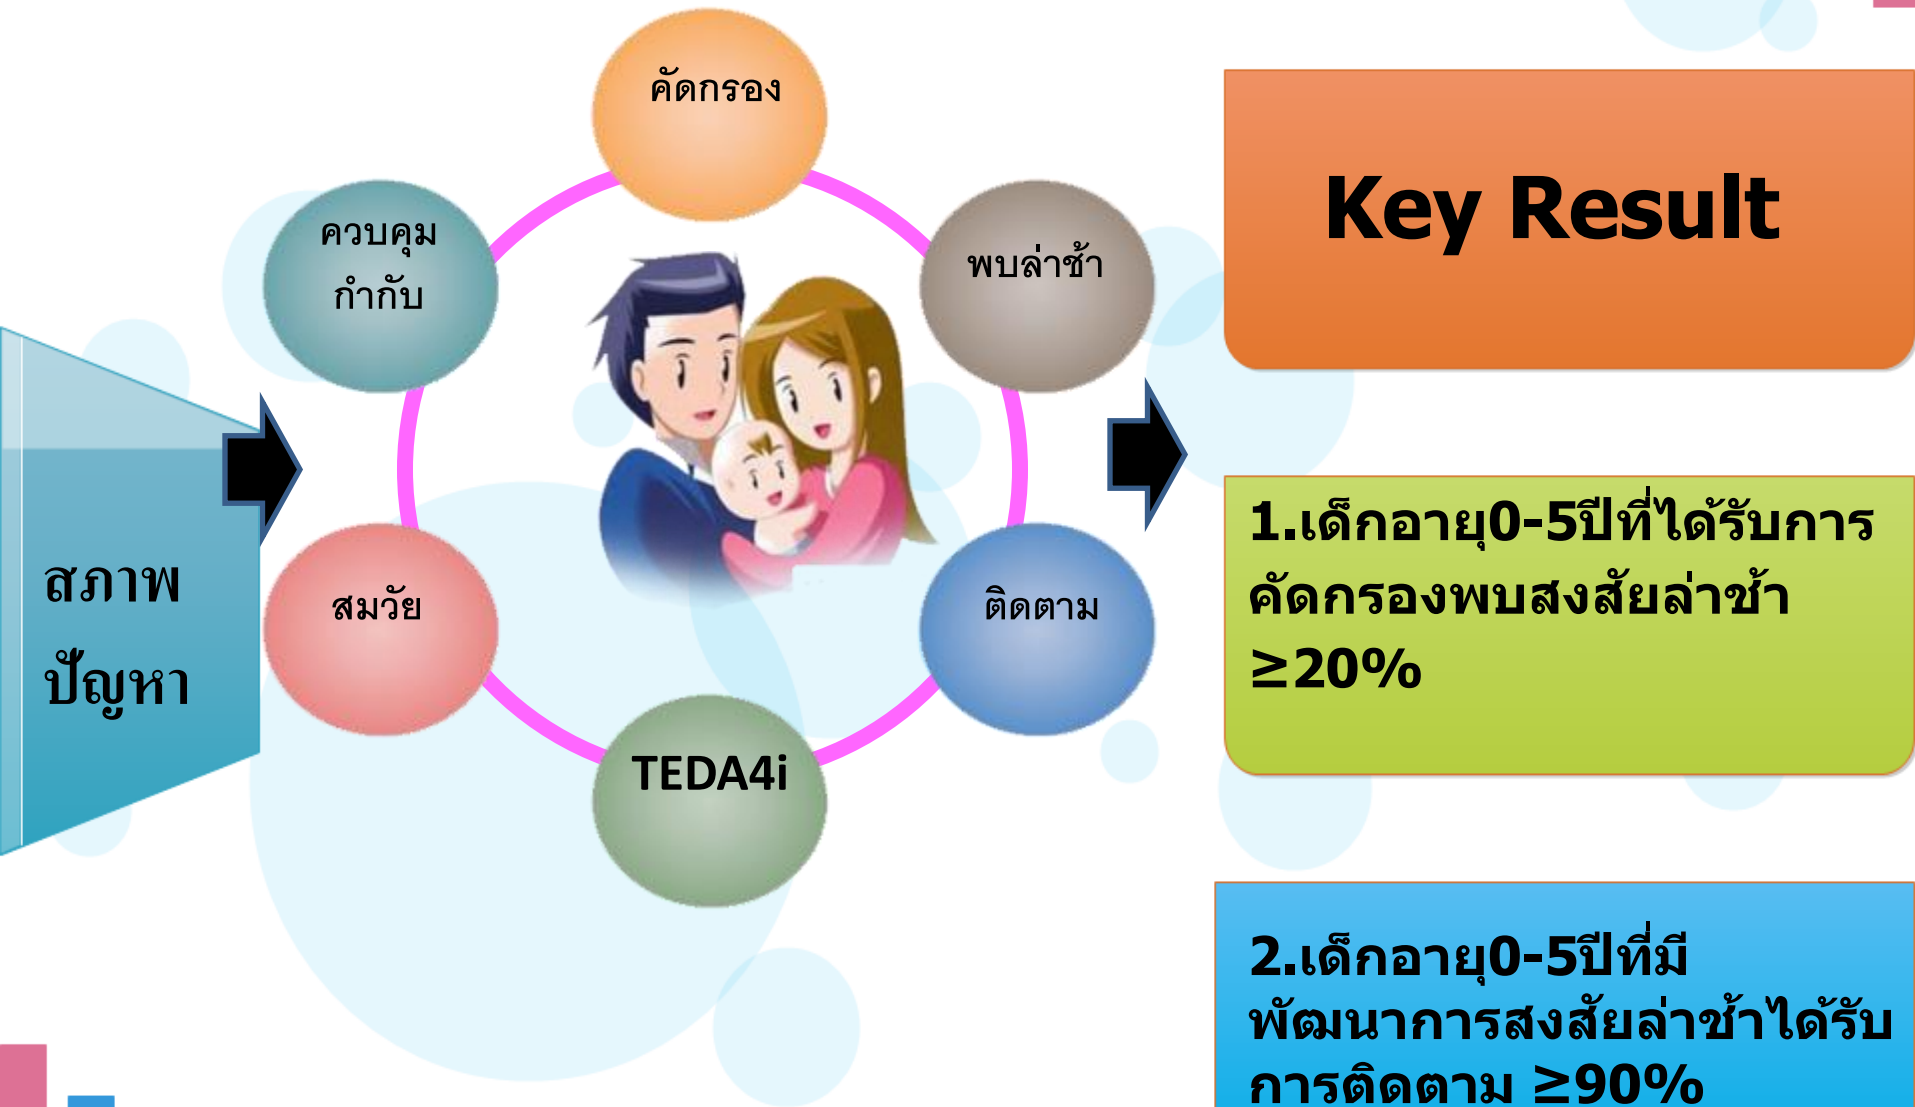 สภาพ
ปัญหา
คัดกรอง
พบล่าช้า
ติดตาม
TEDA4i
สมวัย
ควบคุม
กำกับ
Key Result
1.เด็กอายุ0-5ปีที่ได้รับการ
คัดกรองพบสงสัยล่าช้า
≥20%
2.เด็กอายุ0-5ปีที่มี
พัฒนาการสงสัยล่าช้าได้รับ
การติดตาม ≥90%